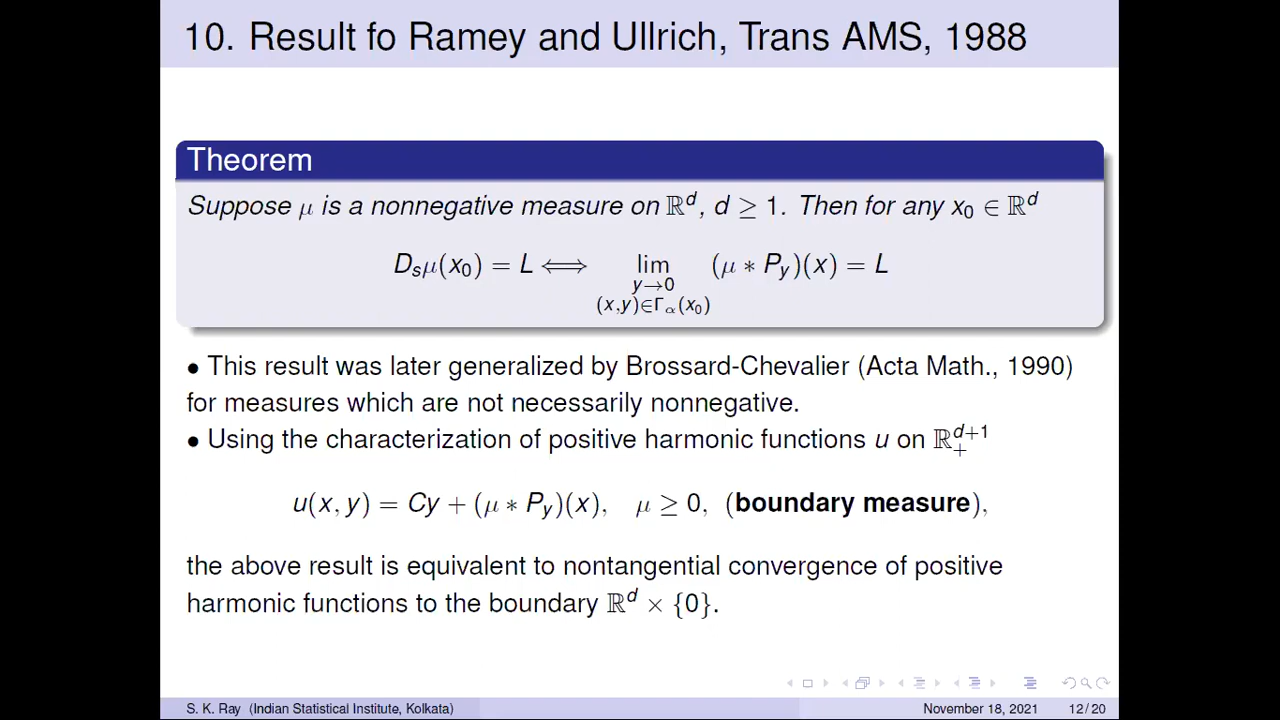 10. Result fo Ramey and Ullrich, Trans AMS, 1988
Theorem
Suppose μ is a nonnegative measure on ℝ^d, d ≥ 1. Then for any x₀ ∈ ℝ^d
D_sμ(x₀) = L ⟺ lim_{y→0, (x,y)∈Γ_α(x₀)} (μ ∗ P_y)(x) = L
• This result was later generalized by Brossard-Chevalier (Acta Math., 1990)
for measures which are not necessarily nonnegative.
• Using the characterization of positive harmonic functions u on ℝ^{d+1}_+
u(x, y) = Cy + (μ ∗ P_y)(x), μ ≥ 0, (boundary measure),
the above result is equivalent to nontangential convergence of positive
harmonic functions to the boundary ℝ^d × {0}.
S. K. Ray (Indian Statistical Institute, Kolkata) November 18, 2021 12 / 20